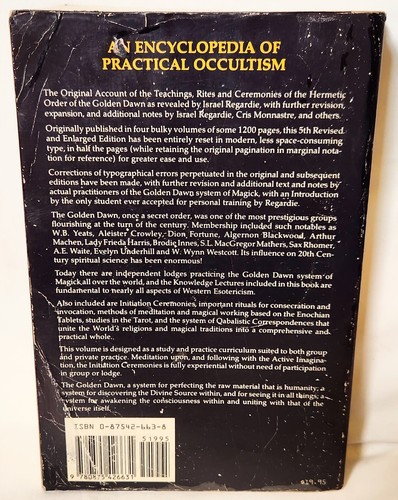 AN ENCYCLOPEDIA OF
PRACTICAL OCCULTISM
The Original Account of the Teachings, Rites and Ceremonies of the Hermetic
Order of the Golden Dawn as revealed by Israel Regardie, with further revision,
expansion, and additional notes by Israel Regardie, Cris Monnastre, and others.
Originally published in four bulky volumes of some 1200 pages, this 5th Revised
and Enlarged Edition has been entirely reset in modern, less space-consuming
type, in half the pages (while retaining the original pagination in marginal nota-
tion for reference) for greater ease and use.
Corrections of typographical errors perpetuated in the original and subsequent
editions have been made, with further revision and additional text and notes by
actual practitioners of the Golden Dawn system of Magick, with an Introduction
by the only student ever accepted for personal training by Regardie.
The Golden Dawn, once a secret order, was one of the most prestigious groups
flourishing at the turn of the century. Membership included such notables as
W.B. Yeats, Aleister Crowley, Dion Fortune, Algernon Blackwood, Arthur
Machen, Lady Frieda Harris, Brodie Innes, S.L. MacGregor Mathers, Sax Rhomer,
A.E. Waite, Evelyn Underhill and W. Wynn Westcott. Its influence on 20th Cen-
tury spiritual science has been enormous!
Today there are independent lodges practicing the Golden Dawn system of
Magick all over the world, and the Knowledge Lectures included in this book are
fundamental to nearly all aspects of Western Esotericism.
Also included are Initiation Ceremonies, important rituals for consecration and
invocation, methods of meditation and magical working based on the Enochian
Tablets, studies in the Tarot, and the system of Qabalistic Correspondences that
unite the World's religions and magical traditions into a comprehensive and
practical whole.
This volume is designed as a study and practice curriculum suited to both group
and private practice. Meditation upon, and following with the Active Imagina-
tion, the Initiation Ceremonies is fully experiential without need of participation
in group or lodge.
The Golden Dawn, a system for perfecting the raw material that is humanity; a
system for discovering the Divine Source within, and for seeing it in all things; a
system for awakening the consciousness within and uniting with that of the
universe itself.
ISBN 0-87542-663-8
51995
9 780875 426631
$19.95